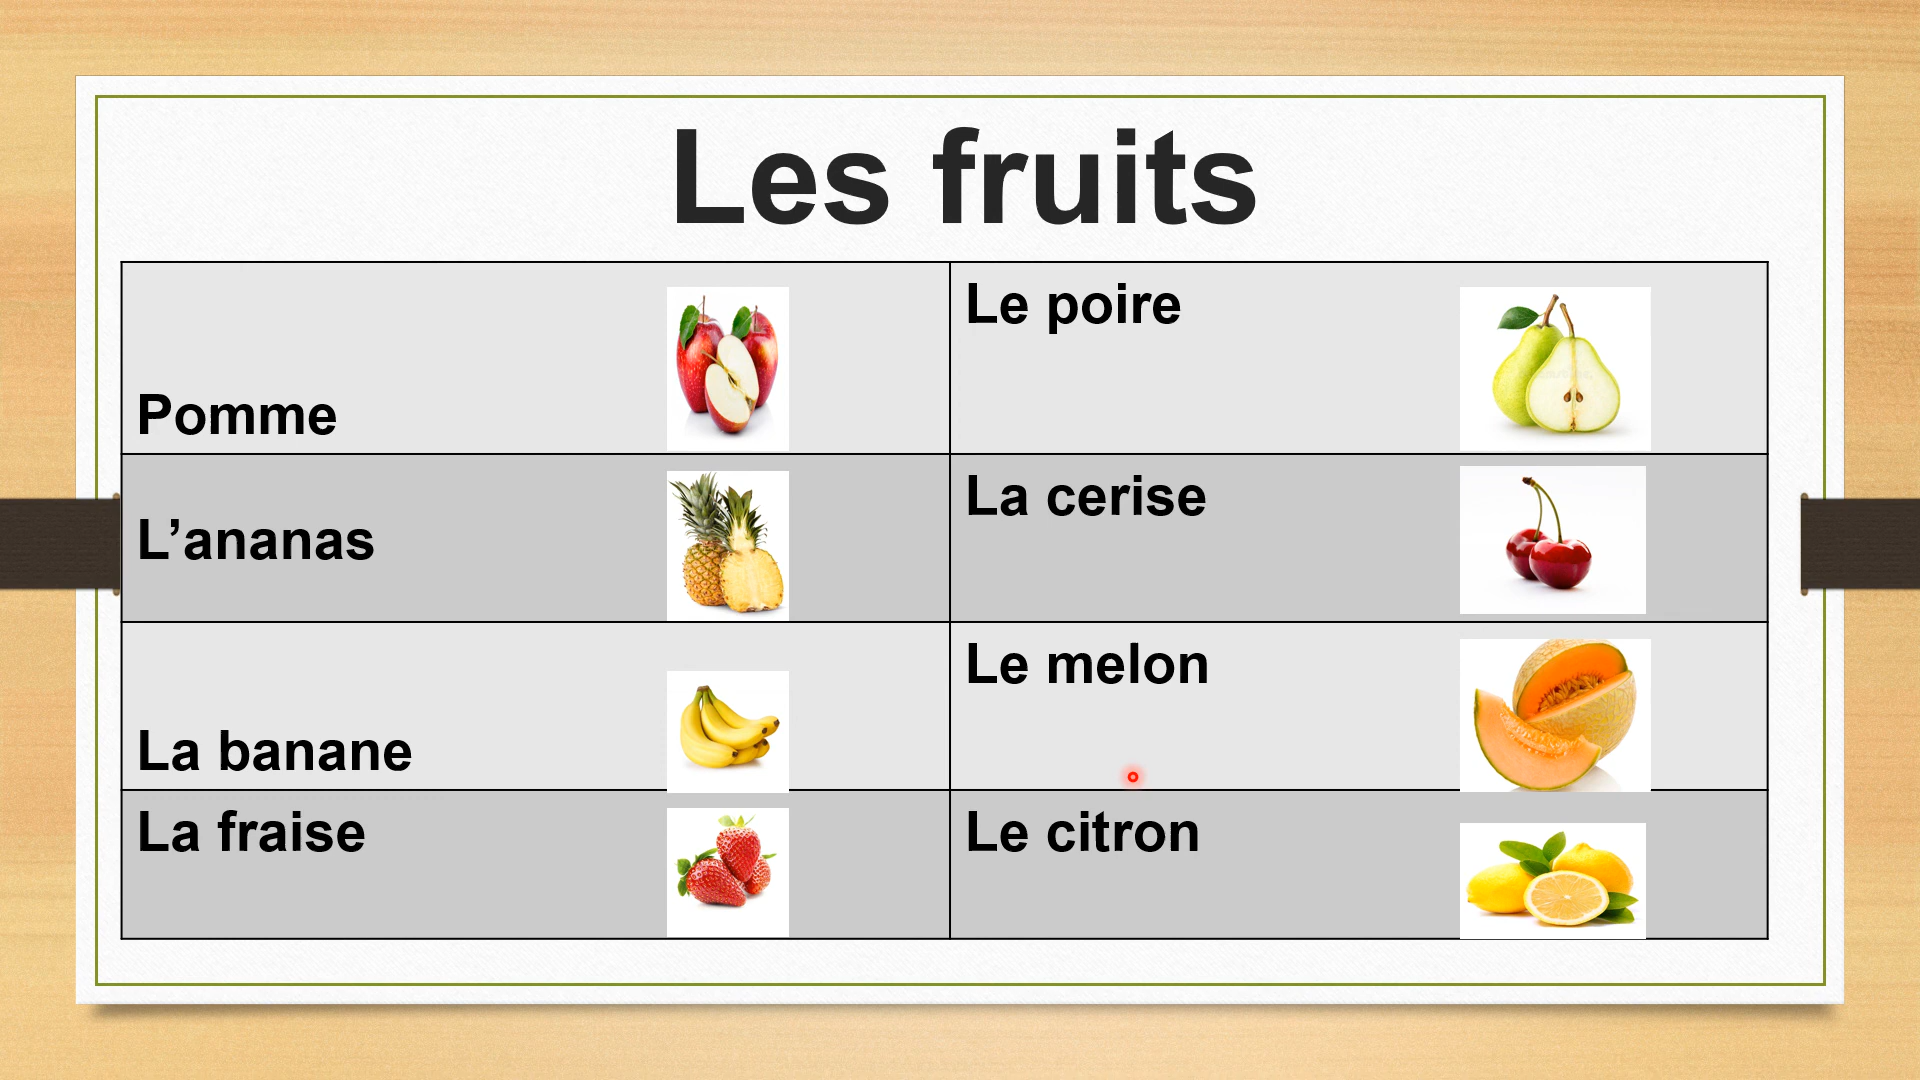 Les fruits
Pomme
Le poire
L’ananas
La cerise
La banane
Le melon
La fraise
Le citron